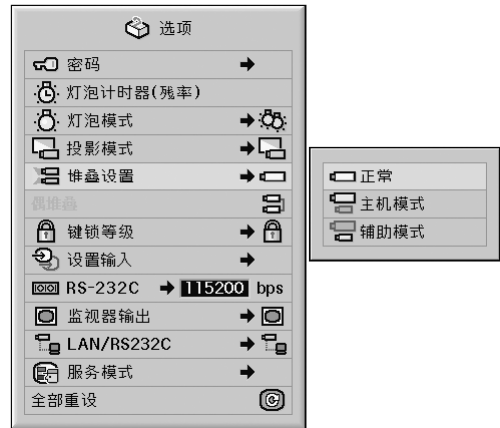 选项
密码
灯泡计时器(残率)
灯泡模式
投影模式
堆叠设置
偶堆叠
键锁等级
设置输入
RS-232C 115200 bps
监视器输出
LAN/RS232C
服务模式
全部重设
正常
主机模式
辅助模式